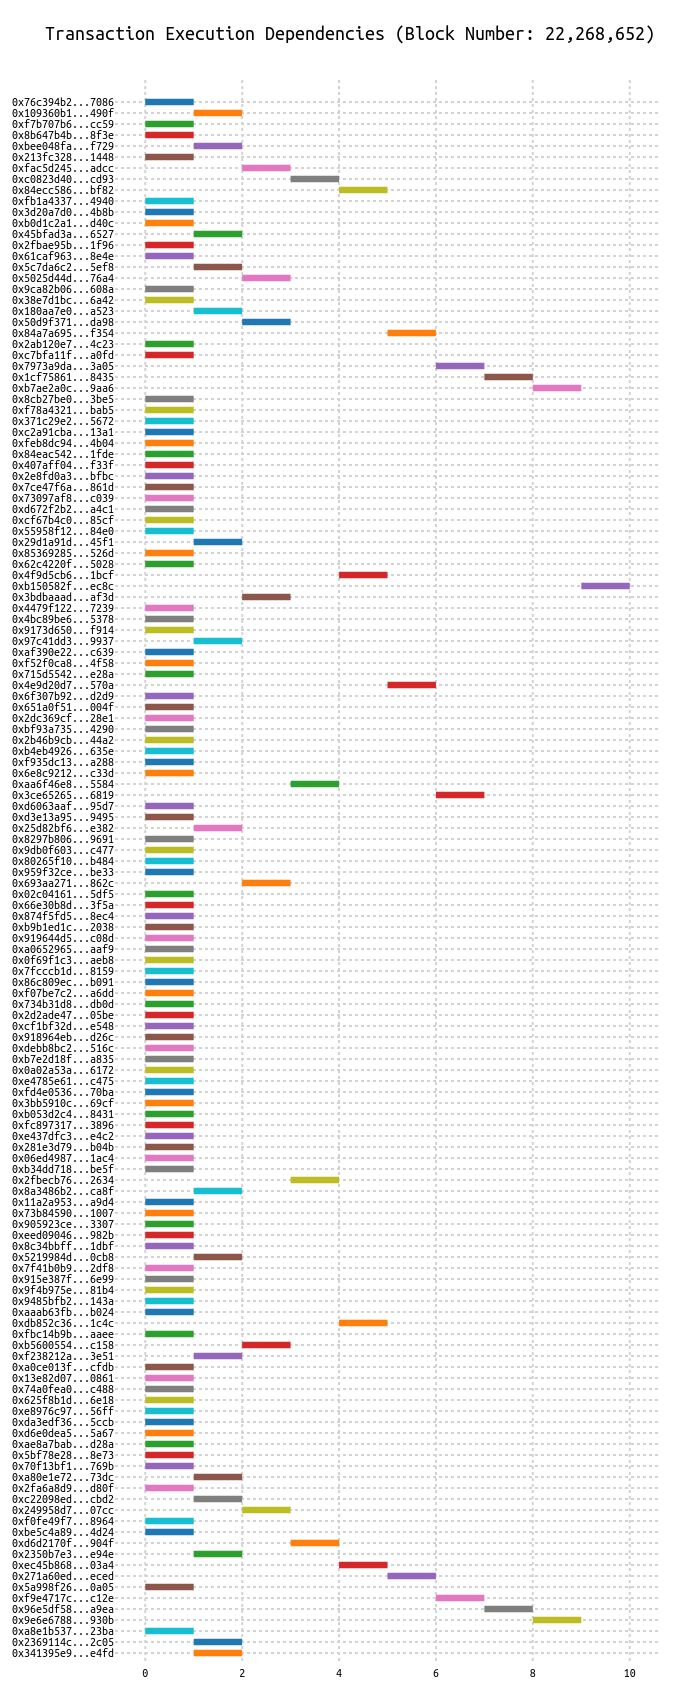 Transaction Execution Dependencies (Block Number: 22,268,652)
0x76c394b2...7086
0x109360b1...490f
0xf7b707b6...cc59
0x8b647b4b...8f3e
0xbee048fa...f729
0x213fc328...1448
0xfac5d245...adcc
0xc0823d40...cd93
0x84ecc586...bf82
0xfb1a4337...4940
0x3d20a7d0...4b8b
0xb0d1c2a1...d40c
0x45bfad3a...6527
0x2fbae95b...1f96
0x61caf963...8e4e
0x5c7da6c2...5ef8
0x5025d44d...76a4
0x9ca82b06...608a
0x38e7d1bc...6a42
0x180aa7e0...a523
0x50d9f371...da98
0x84a7a695...f354
0x2ab120e7...4c23
0xc7bfa11f...a0fd
0x7973a9da...3a05
0x1cf75861...8435
0xb7ae2a0c...9aa6
0x8cb27be0...3be5
0xf78a4321...bab5
0x371c29e2...5672
0xc2a91cba...13a1
0xfeb8dc94...4b04
0x84eac542...1fde
0x407aff04...f33f
0x2e8fd0a3...bfbc
0x7ce47f6a...861d
0x73097af8...c039
0xd672f2b2...a4c1
0xcf67b4c0...85cf
0x55958f12...84e0
0x29d1a91d...45f1
0x85369285...526d
0x62c4220f...5028
0x4f9d5cb6...1bcf
0xb150582f...ec8c
0x3bdbaaad...af3d
0x4479f122...7239
0x4bc89be6...5378
0x9173d650...f914
0x97c41dd3...9937
0xaf390e22...c639
0xf52f0ca8...4f58
0x715d5542...e28a
0x4e9d20d7...570a
0x6f307b92...d2d9
0x651a0f51...004f
0x2dc369cf...28e1
0xbf93a735...4290
0x2b46b9cb...44a2
0xb4eb4926...635e
0xf935dc13...a288
0x6e8c9212...c33d
0xaa6f46e8...5584
0x3ce65265...6819
0xd6063aaf...95d7
0xd3e13a95...9495
0x25d82bf6...e382
0x8297b806...9691
0x9db0f603...c477
0x80265f10...b484
0x959f32ce...be33
0x693aa271...862c
0x02c04161...5df5
0x66e30b8d...3f5a
0x874f5fd5...8ec4
0xb9b1ed1c...2038
0x919644d5...c08d
0xa0652965...aaf9
0x0f69f1c3...aeb8
0x7fcccb1d...8159
0x86c809ec...b091
0xf07be7c2...a6dd
0x734b31d8...db0d
0x2d2ade47...05be
0xcf1bf32d...e548
0x918964eb...d26c
0xdebb8bc2...516c
0xb7e2d18f...a835
0x0a02a53a...6172
0xe4785e61...c475
0xfd4e0536...70ba
0x3bb5910c...69cf
0xb053d2c4...8431
0xfc897317...3896
0xe437dfc3...e4c2
0x281e3d79...b04b
0x06ed4987...1ac4
0xb34dd718...be5f
0x2fbecb76...2634
0x8a3486b2...ca8f
0x11a2a953...a9d4
0x73b84590...1007
0x905923ce...3307
0xeed09046...982b
0x8c34bbff...1dbf
0x5219984d...0cb8
0x7f41b0b9...2df8
0x915e387f...6e99
0x9f4b975e...81b4
0x9485bfb2...143a
0xaaab63fb...b024
0xdb852c36...1c4c
0xfbc14b9b...aaee
0xb5600554...c158
0xf238212a...3e51
0xa0ce013f...cfdb
0x13e82d07...0861
0x74a0fea0...c488
0x625f8b1d...6e18
0xe8976c97...56ff
0xda3edf36...5ccb
0xd6e0dea5...5a67
0xae8a7bab...d28a
0x5bf78e28...8e73
0x70f13bf1...769b
0xa80e1e72...73dc
0x2fa6a8d9...d80f
0xc22098ed...cbd2
0x249958d7...07cc
0xf0fe49f7...8964
0xbe5c4a89...4d24
0xd6d2170f...904f
0x2350b7e3...e94e
0xec45b868...03a4
0x271a60ed...eced
0x5a998f26...0a05
0xf9e4717c...c12e
0x96e5df58...a9ea
0x9e6e6788...930b
0xa8e1b537...23ba
0x2369114c...2c05
0x341395e9...e4fd
0 2 4 6 8 10